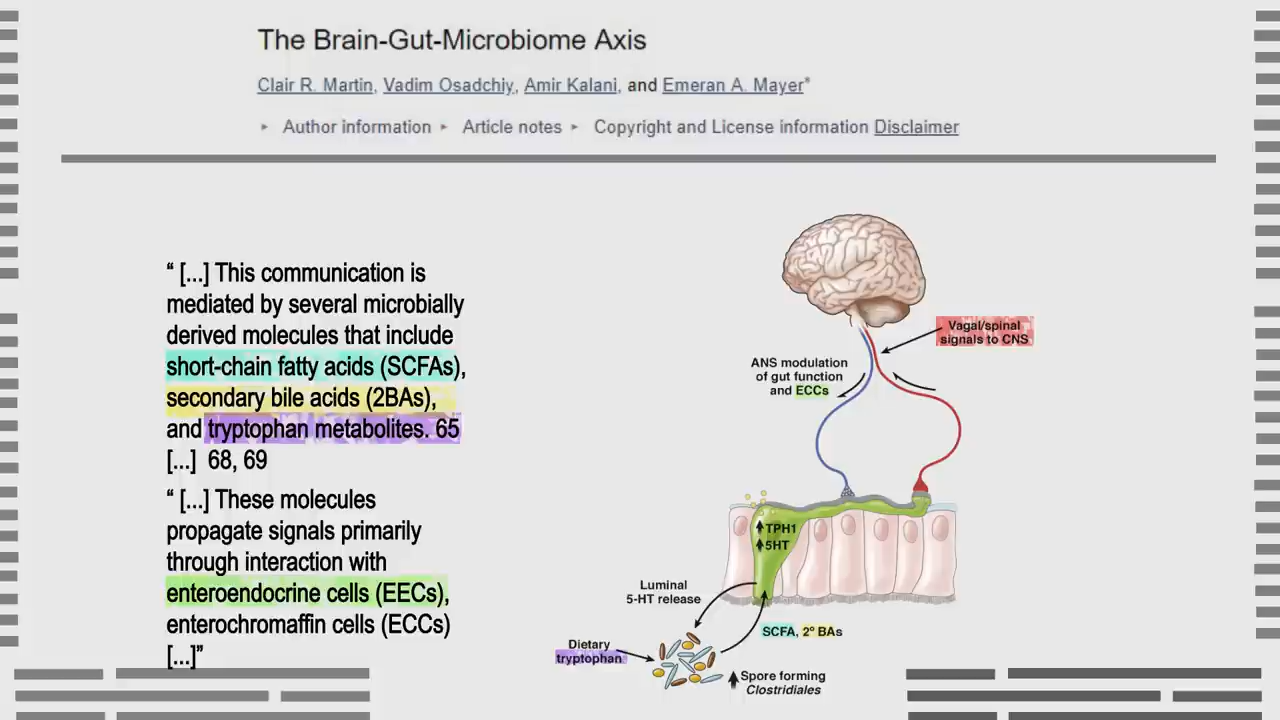 The Brain-Gut-Microbiome Axis
Clair R. Martin, Vadim Osadchiy, Amir Kalani, and Emeran A. Mayer*
▸ Author information ▸ Article notes ▸ Copyright and License information Disclaimer
“ [...] This communication is
mediated by several microbially
derived molecules that include
short-chain fatty acids (SCFAs),
secondary bile acids (2BAs),
and tryptophan metabolites. 65
[...] 68, 69
“ [...] These molecules
propagate signals primarily
through interaction with
enteroendocrine cells (EECs),
enterochromaffin cells (ECCs)
[...]”
Vagal/spinal
signals to CNS
ANS modulation
of gut function
and ECCs
TPH1
5HT
Luminal
5-HT release
SCFA, 2° BAs
Dietary
tryptophan
Spore forming
Clostridiales